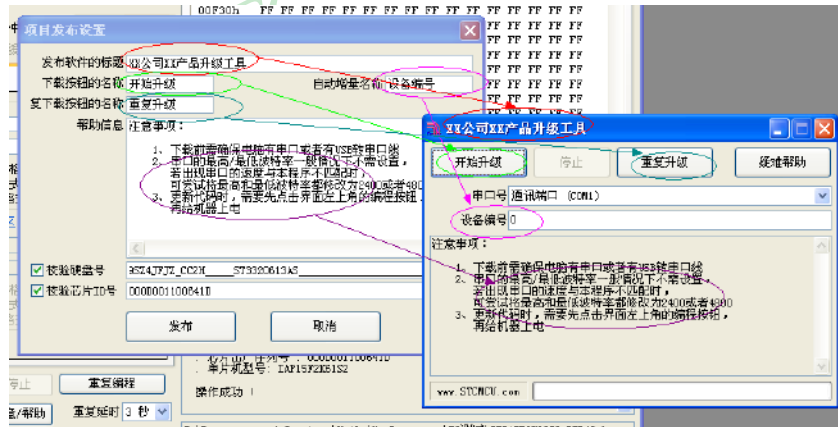 00F30h FF FF FF FF FF FF FF FF FF FF FF FF FF FF FF FF
项目发布设置
发布软件的标题 XX公司XX产品升级工具
下载按钮的名称 开始升级 自动增量名称 设备编号
复下载按钮的名称 重复升级
帮助信息 注意事项：
1、下载前需确保电脑有串口或者有USB转串口线
2、串口的最高/最低波特率一般情况下不需设置，
若出现串口的速度与本程序不匹配时，
可尝试将最高和最低波特率都修改为2400或者480
3、更新代码时，需要先点击界面左上角的编程按钮，
再给机器上电
校验硬盘号
校验芯片ID号
发布 取消
XX公司XX产品升级工具
开始升级 停止 重复升级 疑难帮助
串口号 通讯端口 (COM1)
设备编号 0
注意事项：
1、下载前需确保电脑有串口或者有USB转串口线
2、串口的最高/最低波特率一般情况下不需设置，
若出现串口的速度与本程序不匹配时，
可尝试将最高和最低波特率都修改为2400或者4800
3、更新代码时，需要先点击界面左上角的编程按钮，
再给机器上电
www.STCMCU.com
单片机型号: IAP15F2K61S2
操作成功 !
停止 重复编程
/帮助 重复延时 3 秒